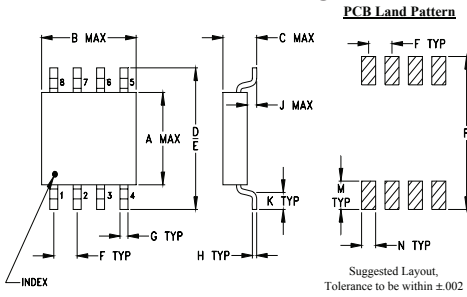 PCB Land Pattern
B MAX
C MAX
F TYP
8 7 6 5
J MAX
A MAX
D
E
P
K TYP
M
TYP
1 2 3 4
G TYP
H TYP
F TYP
N TYP
INDEX
Suggested Layout,
Tolerance to be within ±.002